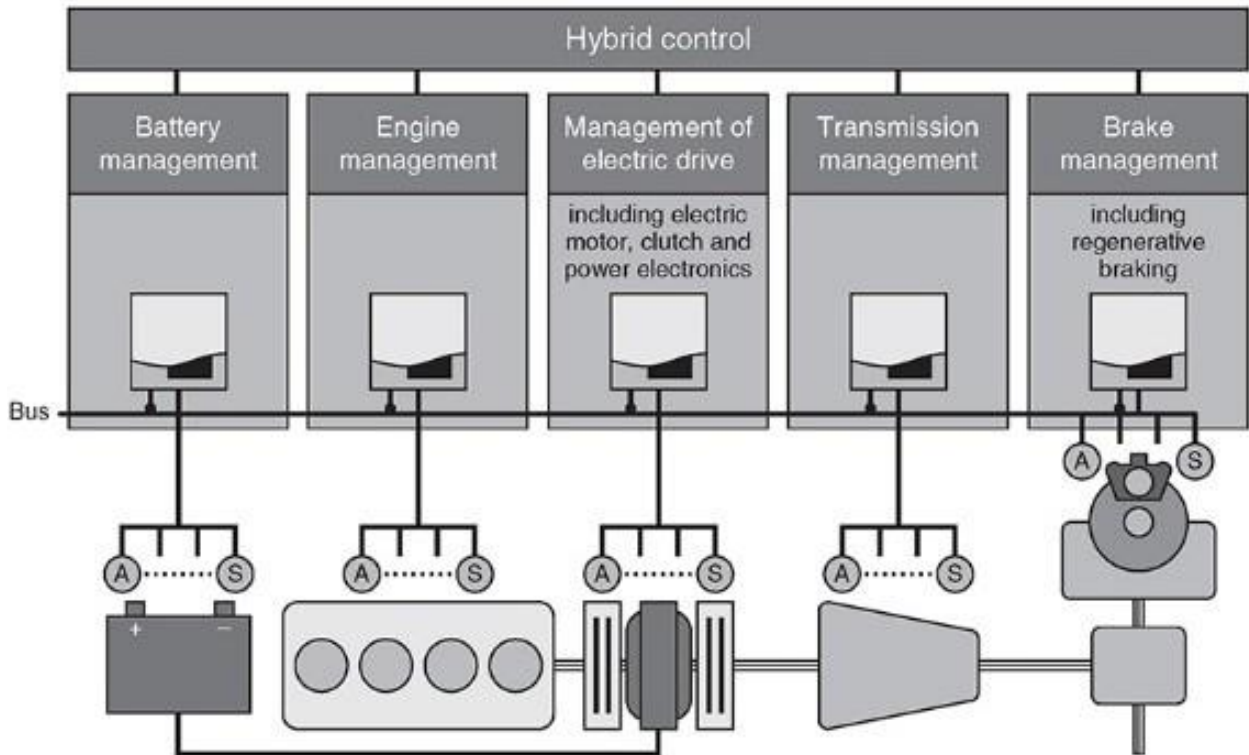 Hybrid control
Battery
management
Engine
management
Management of
electric drive
including electric
motor, clutch and
power electronics
Transmission
management
Brake
management
including
regenerative
braking
Bus
A
S
A
S
A
S
A
S
A
S
+
–